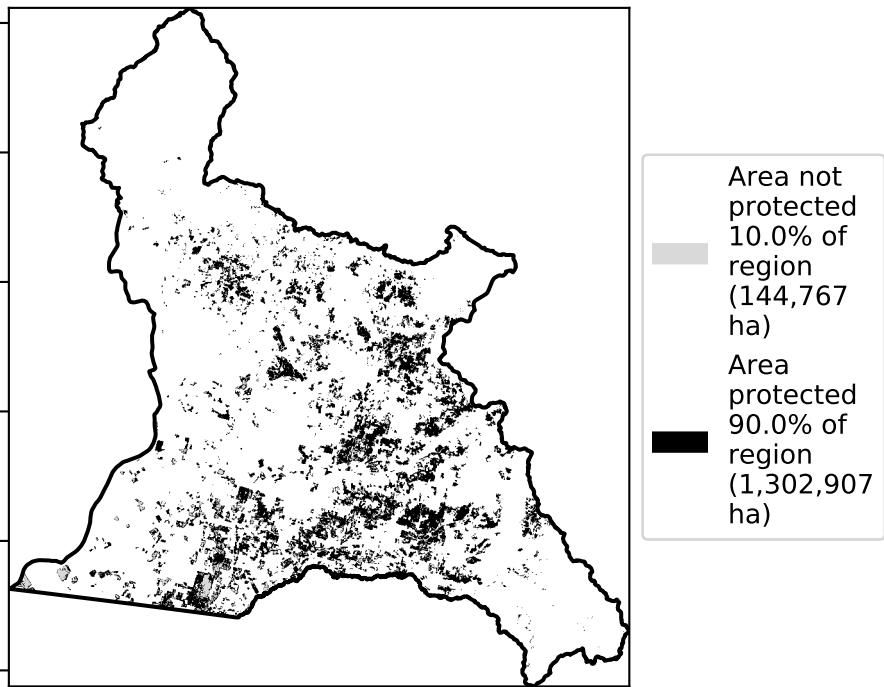 Area not
protected
10.0% of
region
(144,767
ha)
Area
protected
90.0% of
region
(1,302,907
ha)